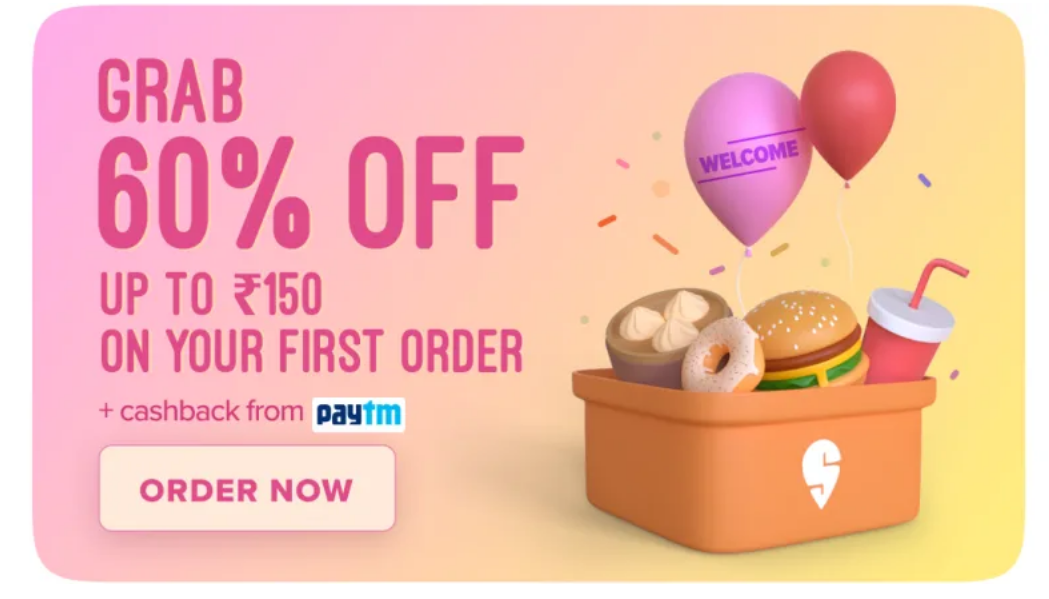 GRAB
60% OFF
UP TO ₹150
ON YOUR FIRST ORDER
+ cashback from paytm
ORDER NOW
WELCOME